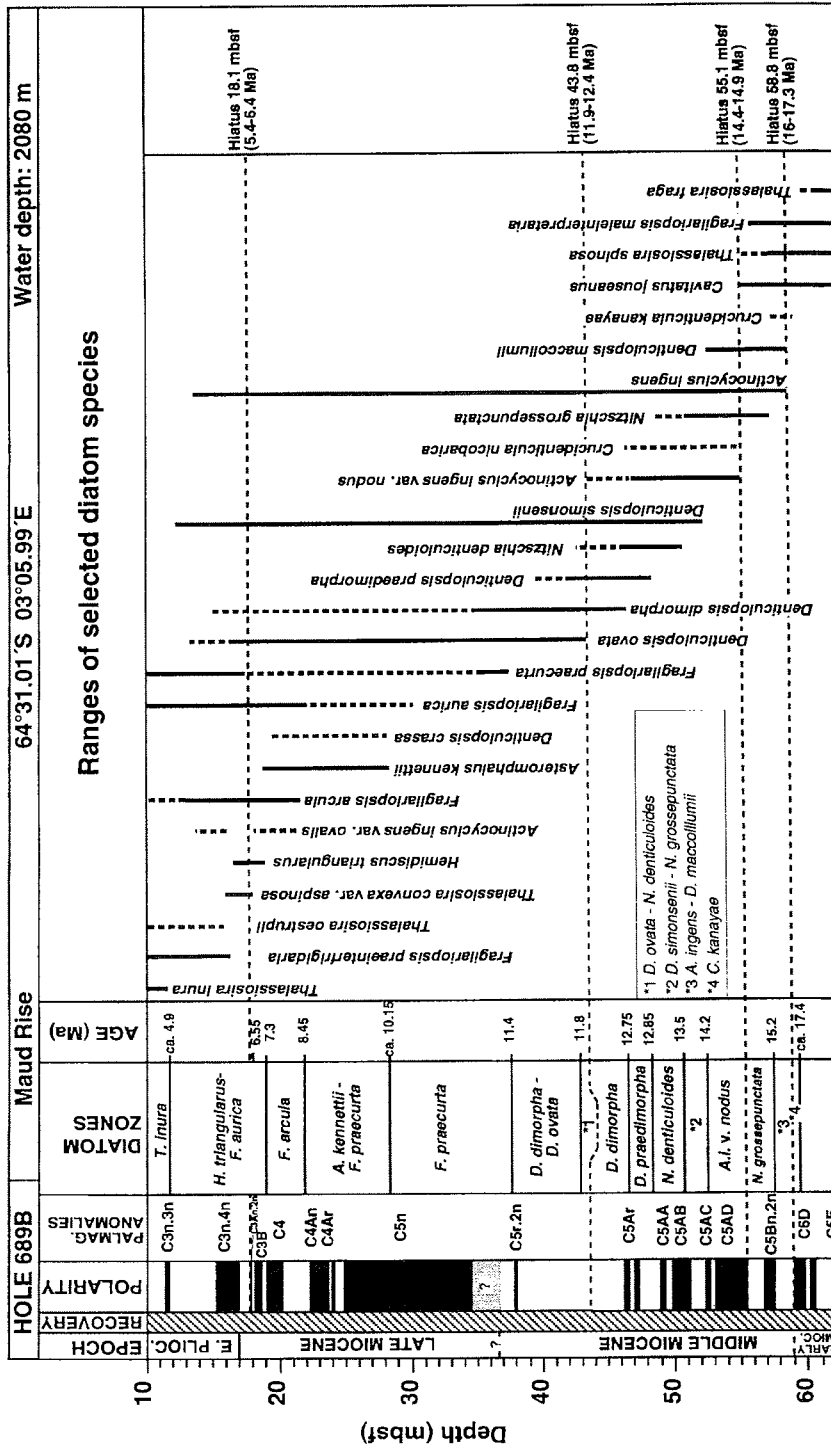 HOLE 689B
Maud Rise
64°31.01´S 03°05.99´E
Water depth: 2080 m
EPOCH
RECOVERY
POLARITY
PALMAG. ANOMALIES
DIATOM ZONES
AGE (Ma)
Ranges of selected diatom species
Depth (mbsf)
10
20
30
40
50
60
E. PLIOC.
LATE MIOCENE
?
MIDDLE MIOCENE
?
C3n.3n
C3n.4n
C3B
C4
C4An
C4Ar
C5n
C5r.2n
C5Ar
C5AA
C5AB
C5AC
C5AD
C5Bn.2n
C6D
T. inura
H. triangularus-
F. aurica
F. arcula
A. kennettii -
F. praecurta
F. praecurta
D. dimorpha -
D. ovata
*1
D. dimorpha
D. praedimorpha
N. denticuloides
*2
A.i. v. nodus
N. grossepunctata
*3
*4
ca. 4.9
6.55
7.3
8.45
ca. 10.15
11.4
11.8
12.75
12.85
13.5
14.2
15.2
ca. 17.4
Thalassiosira inura
Fragilariopsis praeinterfrigidaria
Thalassiosira oestrupii
Thalassiosira convexa var. aspinosa
Hemidiscus triangularus
Actinocyclus ingens var. ovalis
Fragilariopsis arcula
Asteromphalus kennettii
Denticulopsis crassa
Fragilariopsis aurica
Fragilariopsis praecurta
Denticulopsis ovata
Denticulopsis dimorpha
Denticulopsis praedimorpha
Nitzschia denticuloides
Denticulopsis simonsenii
Actinocyclus ingens var. nodus
Crucidenticula nicobarica
Nitzschia grossepunctata
Actinocyclus ingens
Denticulopsis maccollumii
Crucidenticula kanayae
Cavitatus jouseanus
Thalassiosira spinosa
Fragilariopsis maleinterpretaria
Thalassiosira fraga
*1 D. ovata - N. denticuloides
*2 D. simonsenii - N. grossepunctata
*3 A. ingens - D. maccolllumii
*4 C. kanayae
Hiatus 18.1 mbsf
(5.4-6.4 Ma)
Hiatus 43.8 mbsf
(11.9-12.4 Ma)
Hiatus 55.1 mbsf
(14.4-14.9 Ma)
Hiatus 58.8 mbsf
(16-17.3 Ma)